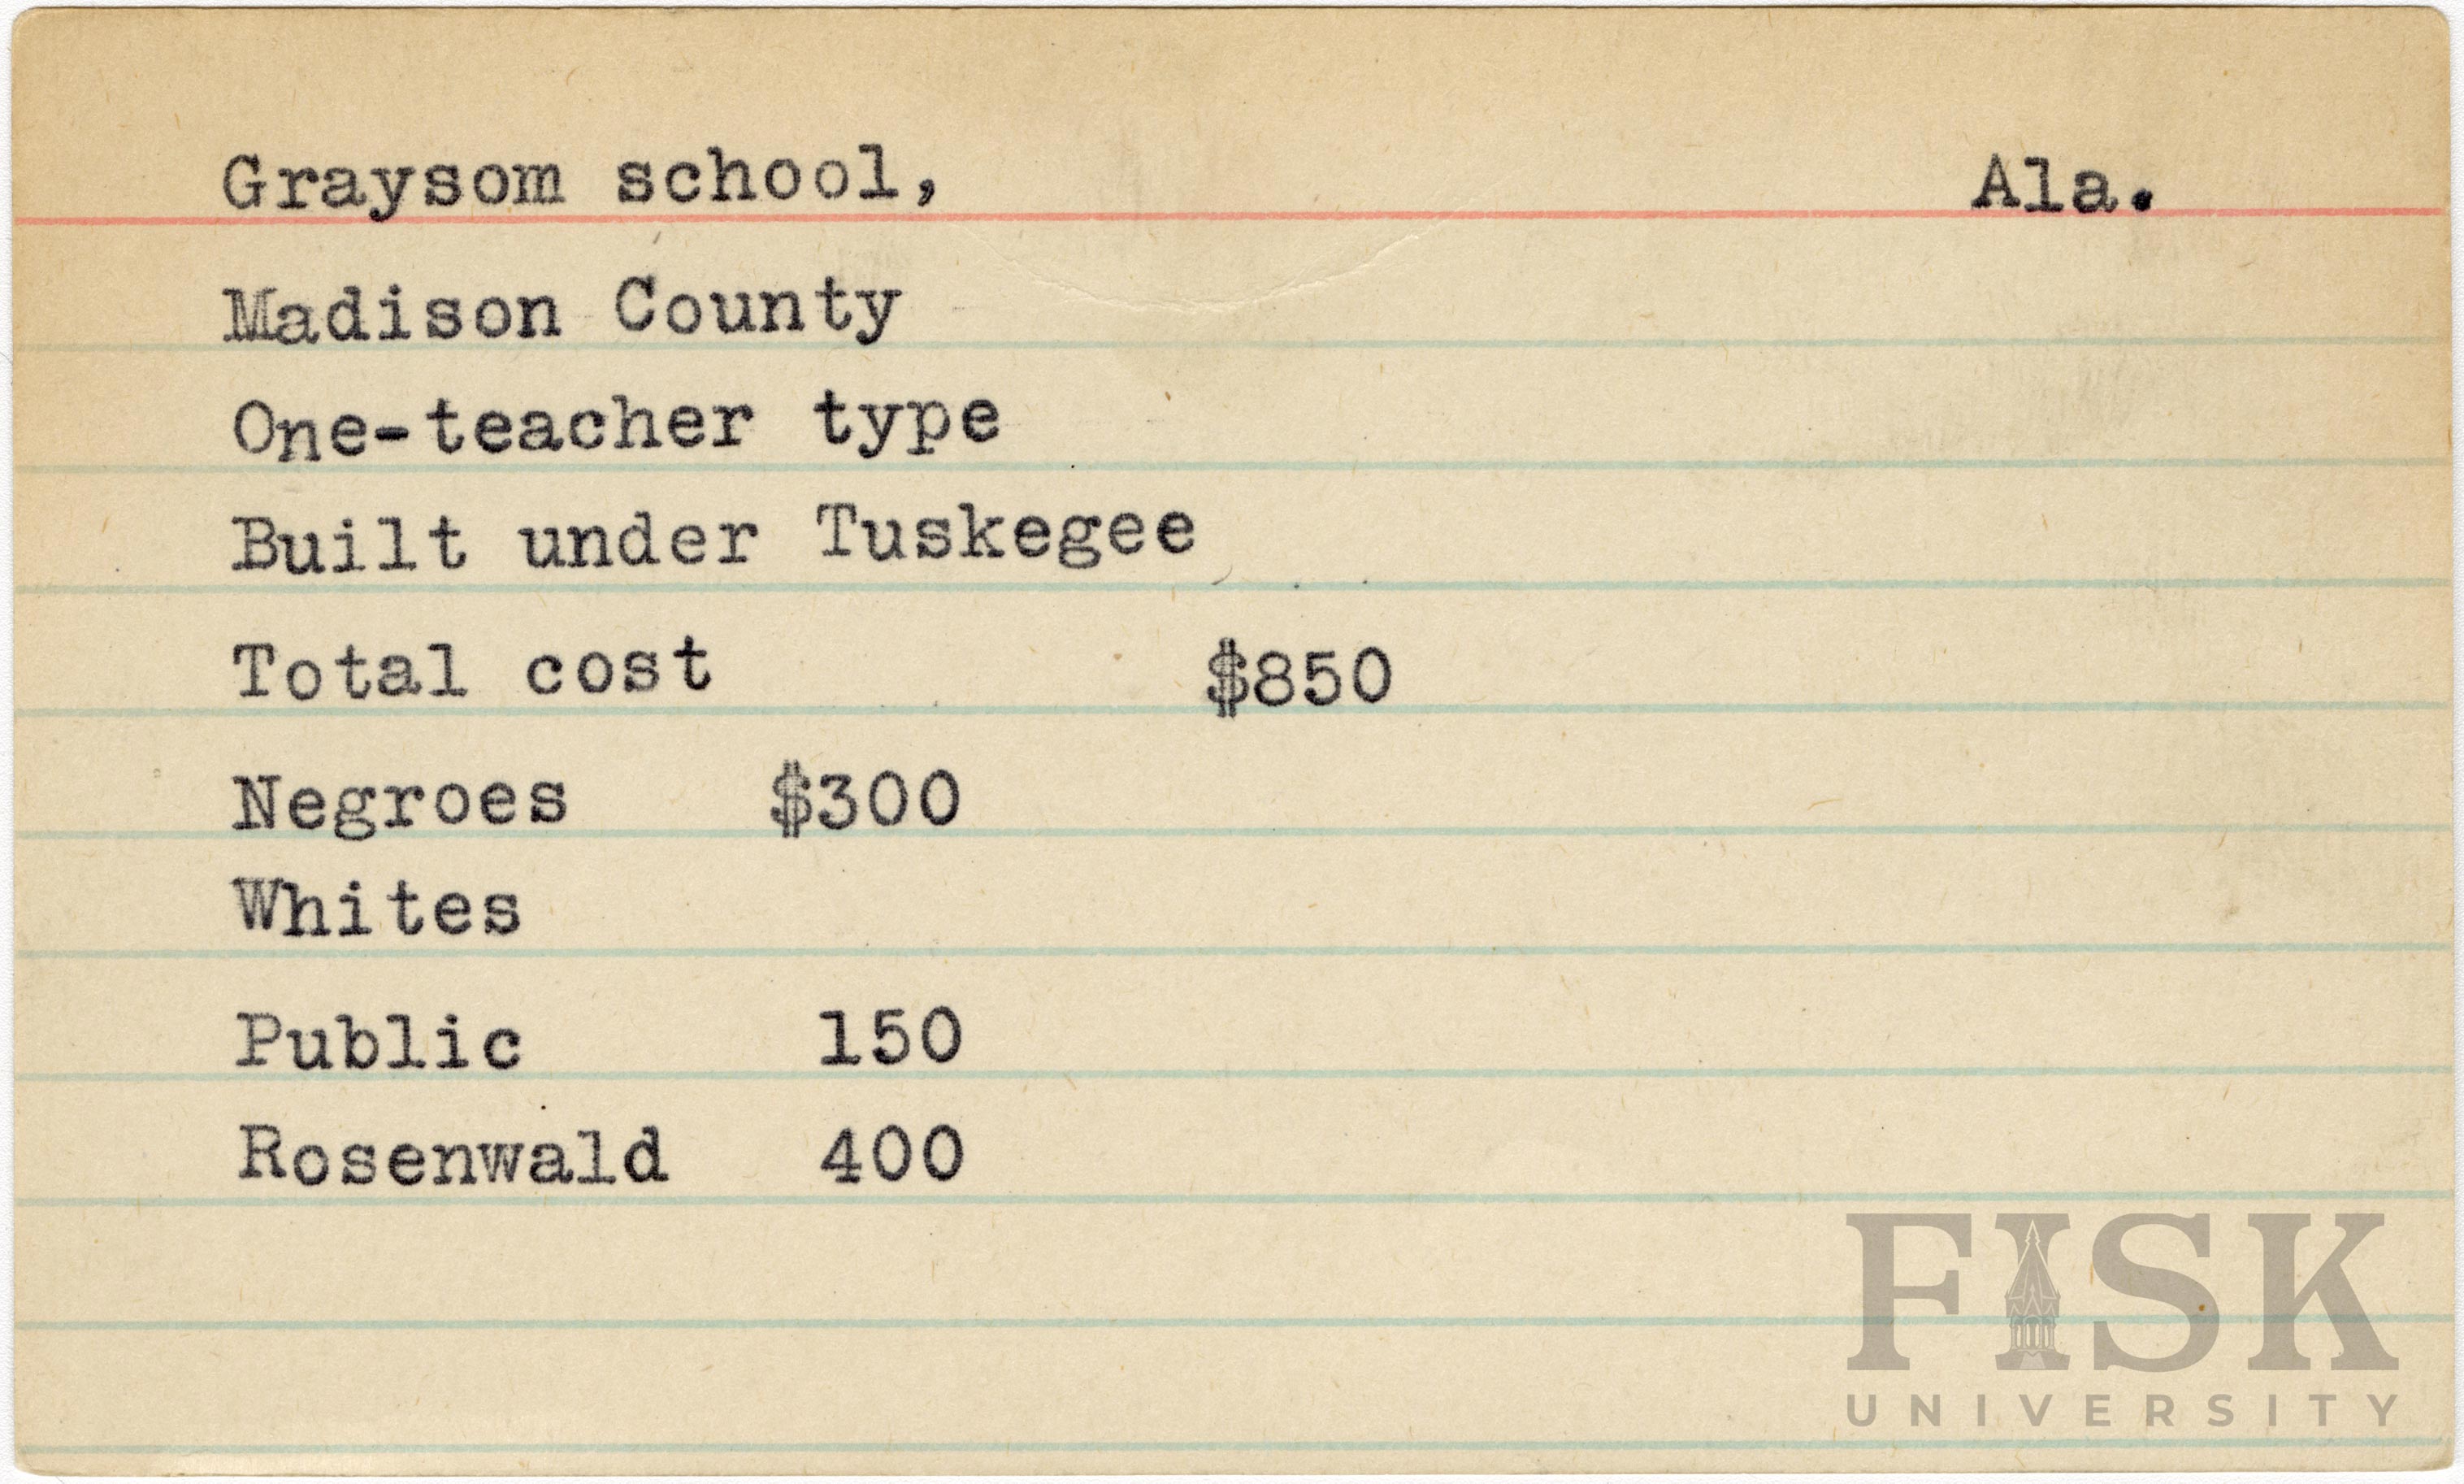 Graysom school, Ala.
Madison County
One-teacher type
Built under Tuskegee
Total cost $850
Negroes $300
Whites
Public 150
Rosenwald 400
FISK
UNIVERSITY